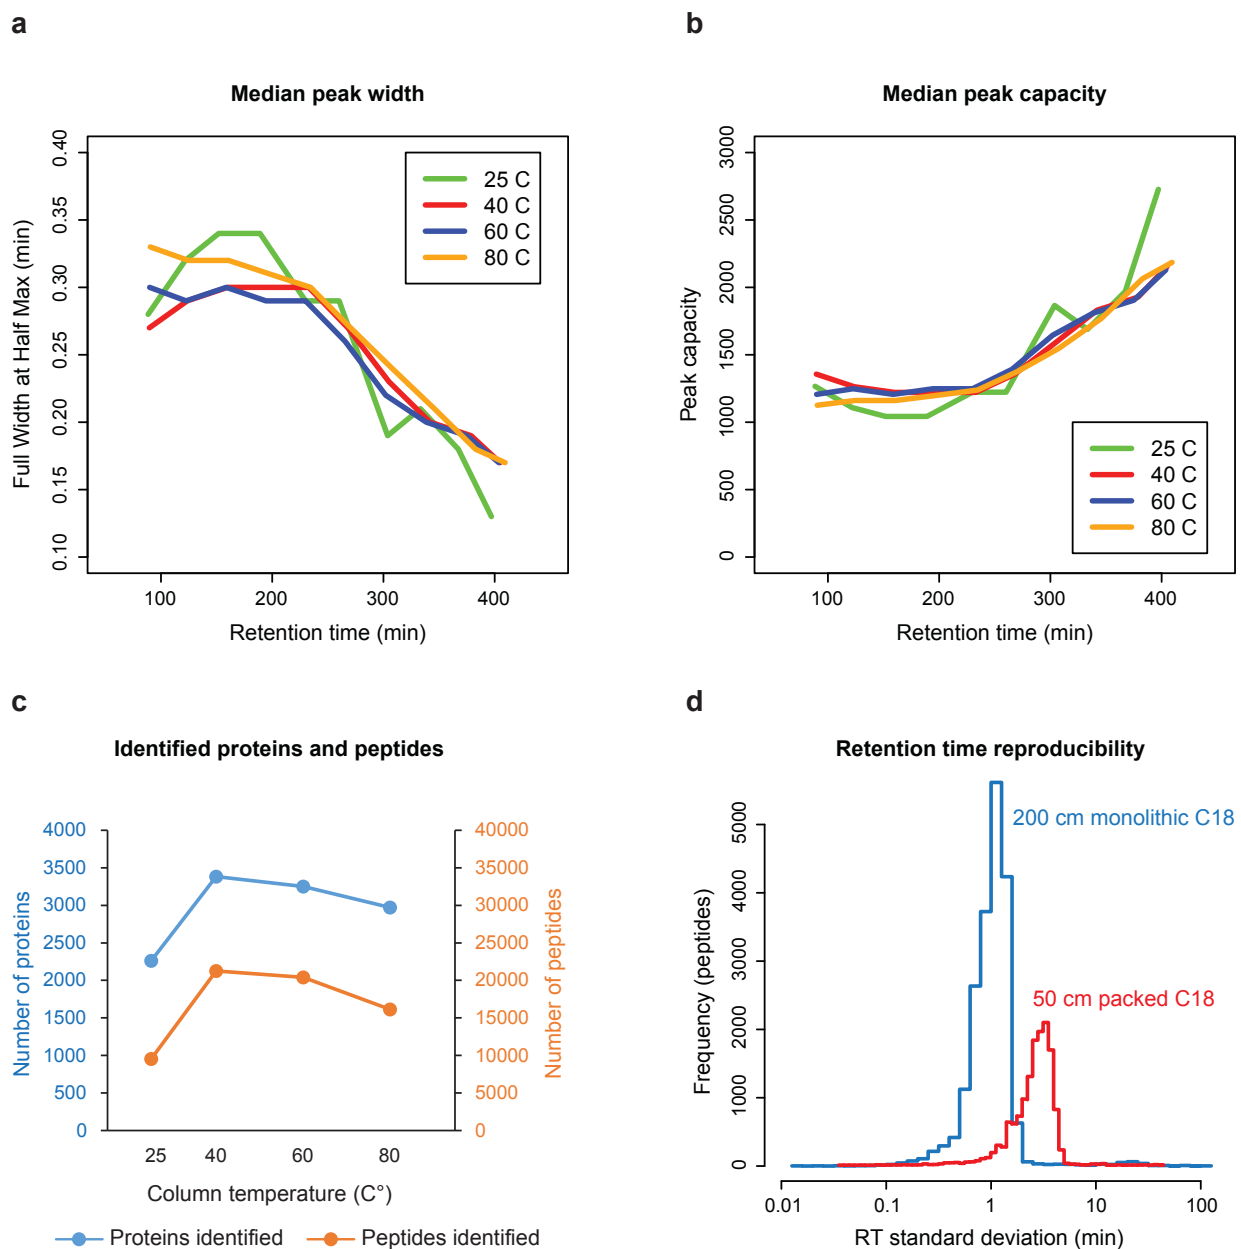 a
Median peak width
Full Width at Half Max (min)
0.40
0.35
0.30
0.25
0.20
0.15
0.10
25 C
40 C
60 C
80 C
100 200 300 400
Retention time (min)
b
Median peak capacity
Peak capacity
3000
2500
2000
1500
1000
500
0
25 C
40 C
60 C
80 C
100 200 300 400
Retention time (min)
c
Identified proteins and peptides
Number of proteins
4000
3500
3000
2500
2000
1500
1000
500
0
40000
35000
30000
25000
20000
15000
10000
5000
0
Number of peptides
25 40 60 80
Column temperature (C°)
Proteins identified Peptides identified
d
Retention time reproducibility
Frequency (peptides)
5000
4000
3000
2000
1000
0
200 cm monolithic C18
50 cm packed C18
0.01 0.1 1 10 100
RT standard deviation (min)